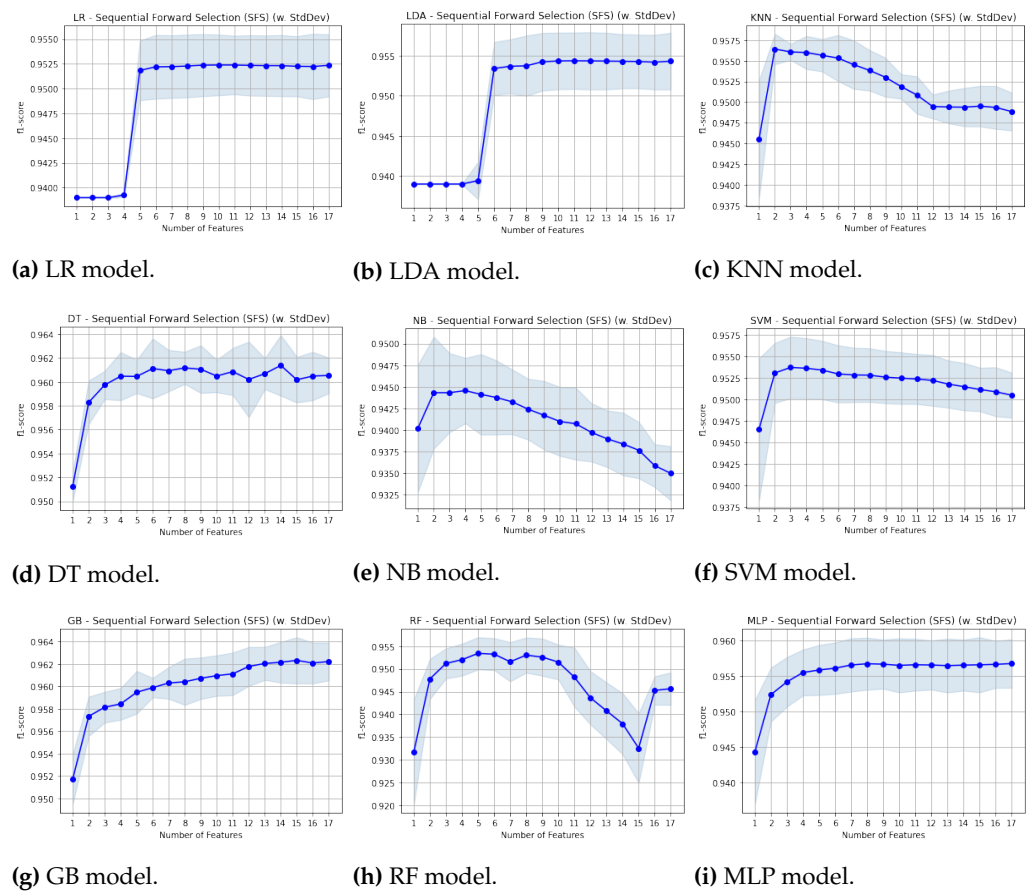 LR - Sequential Forward Selection (SFS) (w. StdDev)
0.9550
0.9525
0.9500
0.9475
0.9450
0.9425
0.9400
f1-score
1 2 3 4 5 6 7 8 9 10 11 12 13 14 15 16 17
Number of Features
(a) LR model.
LDA - Sequential Forward Selection (SFS) (w. StdDev)
0.955
0.950
0.945
0.940
f1-score
1 2 3 4 5 6 7 8 9 10 11 12 13 14 15 16 17
Number of Features
(b) LDA model.
KNN - Sequential Forward Selection (SFS) (w. StdDev)
0.9575
0.9550
0.9525
0.9500
0.9475
0.9450
0.9425
0.9400
0.9375
f1-score
1 2 3 4 5 6 7 8 9 10 11 12 13 14 15 16 17
Number of Features
(c) KNN model.
DT - Sequential Forward Selection (SFS) (w. StdDev)
0.964
0.962
0.960
0.958
0.956
0.954
0.952
0.950
f1-score
1 2 3 4 5 6 7 8 9 10 11 12 13 14 15 16 17
Number of Features
(d) DT model.
NB - Sequential Forward Selection (SFS) (w. StdDev)
0.9500
0.9475
0.9450
0.9425
0.9400
0.9375
0.9350
0.9325
f1-score
1 2 3 4 5 6 7 8 9 10 11 12 13 14 15 16 17
Number of Features
(e) NB model.
SVM - Sequential Forward Selection (SFS) (w. StdDev)
0.9575
0.9550
0.9525
0.9500
0.9475
0.9450
0.9425
0.9400
0.9375
f1-score
1 2 3 4 5 6 7 8 9 10 11 12 13 14 15 16 17
Number of Features
(f) SVM model.
GB - Sequential Forward Selection (SFS) (w. StdDev)
0.964
0.962
0.960
0.958
0.956
0.954
0.952
0.950
f1-score
1 2 3 4 5 6 7 8 9 10 11 12 13 14 15 16 17
Number of Features
(g) GB model.
RF - Sequential Forward Selection (SFS) (w. StdDev)
0.955
0.950
0.945
0.940
0.935
0.930
0.925
0.920
f1-score
1 2 3 4 5 6 7 8 9 10 11 12 13 14 15 16 17
Number of Features
(h) RF model.
MLP - Sequential Forward Selection (SFS) (w. StdDev)
0.960
0.955
0.950
0.945
0.940
f1-score
1 2 3 4 5 6 7 8 9 10 11 12 13 14 15 16 17
Number of Features
(i) MLP model.